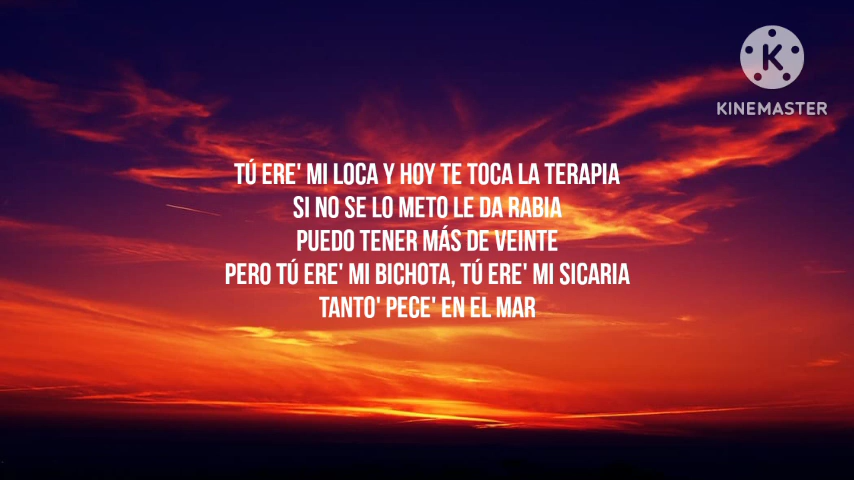 KINEMASTER
TÚ ERE' MI LOCA Y HOY TE TOCA LA TERAPIA
SI NO SE LO METO LE DA RABIA
PUEDO TENER MÁS DE VEINTE
PERO TÚ ERE' MI BICHOTA, TÚ ERE' MI SICARIA
TANTO' PECE' EN EL MAR